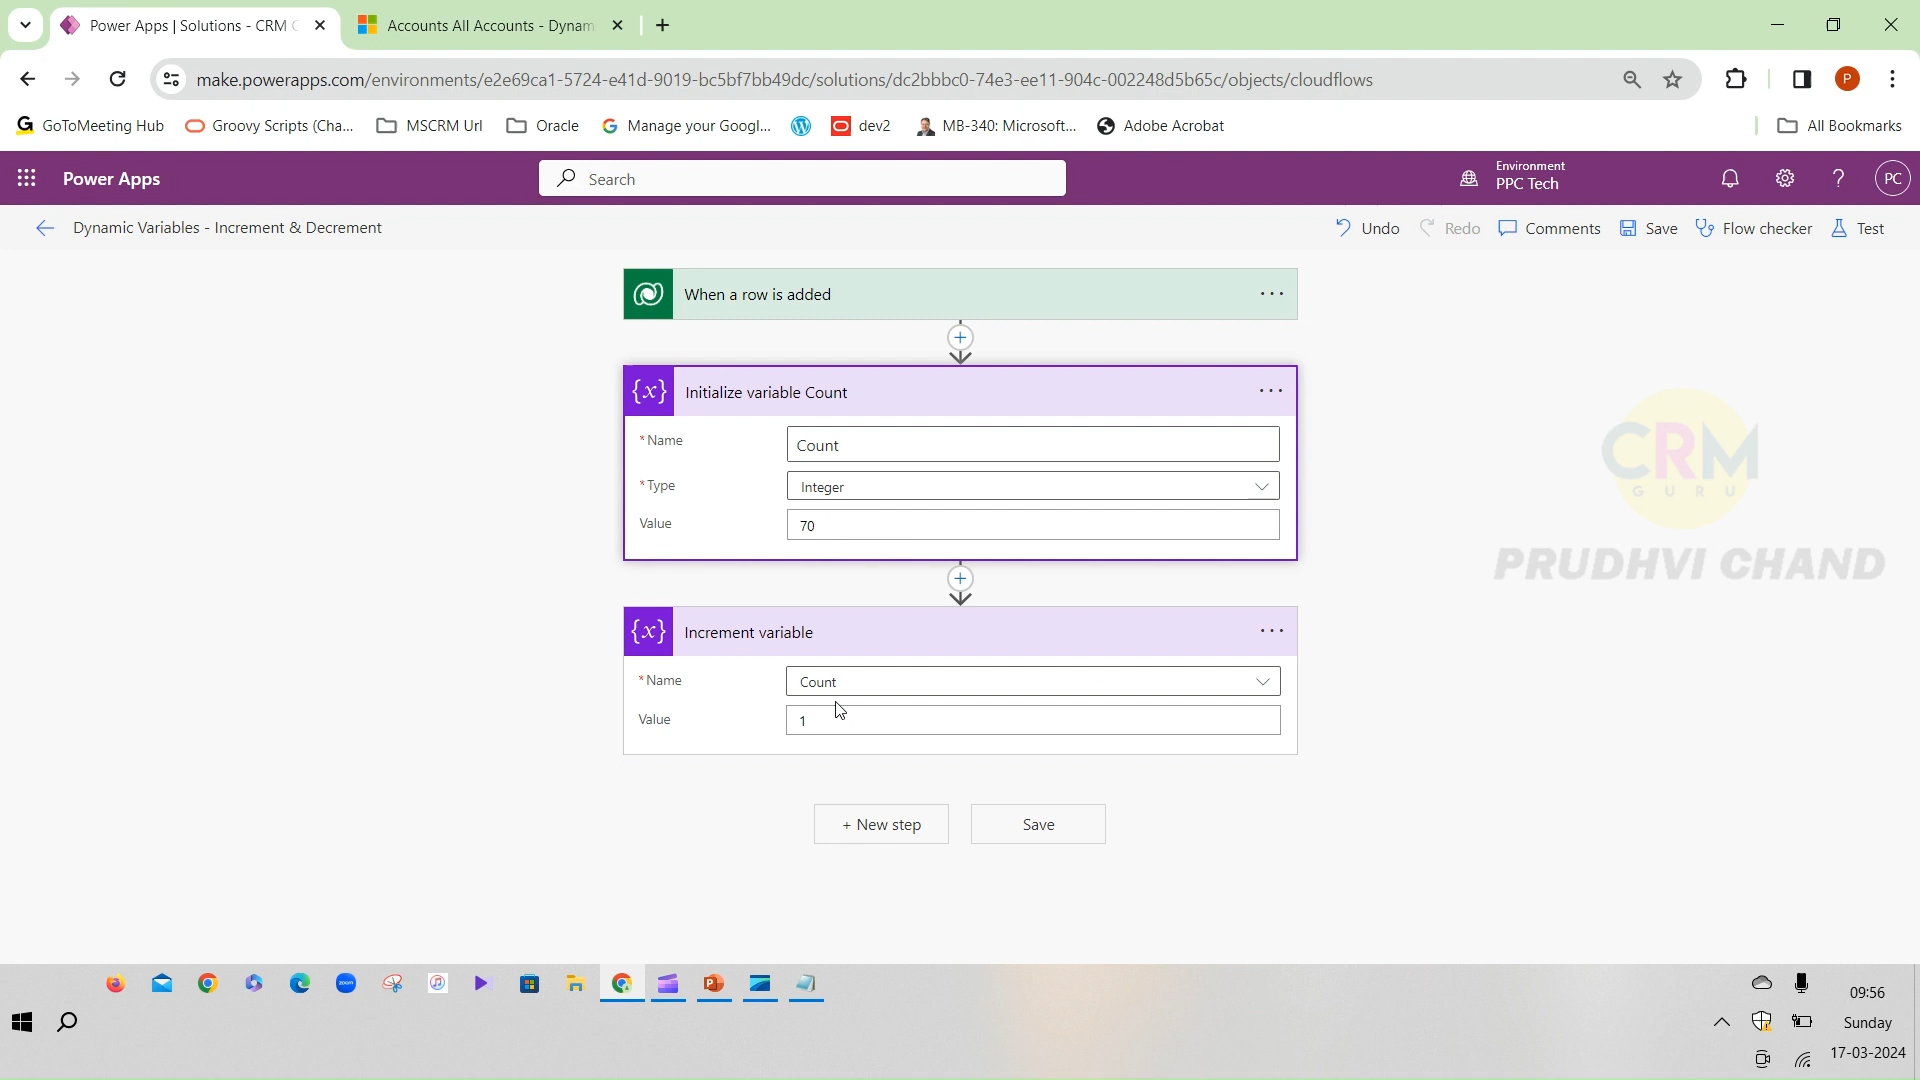 Power Apps | Solutions - CRM G
Accounts All Accounts - Dynam
make.powerapps.com/environments/e2e69ca1-5724-e41d-9019-bc5bf7bb49dc/solutions/dc2bbbc0-74e3-ee11-904c-002248d5b65c/objects/cloudflows
P
GoToMeeting Hub
Groovy Scripts (Cha...
MSCRM Url
Oracle
Manage your Googl...
dev2
MB-340: Microsoft...
Adobe Acrobat
All Bookmarks
Power Apps
Search
Environment
PPC Tech
?
PC
Dynamic Variables - Increment & Decrement
Undo
Redo
Comments
Save
Flow checker
Test
When a row is added
{x} Initialize variable Count
* Name
Count
* Type
Integer
Value
70
{x} Increment variable
* Name
Count
Value
1
+ New step
Save
CRM
GURU
PRUDHVI CHAND
zoom
09:56
Sunday
17-03-2024